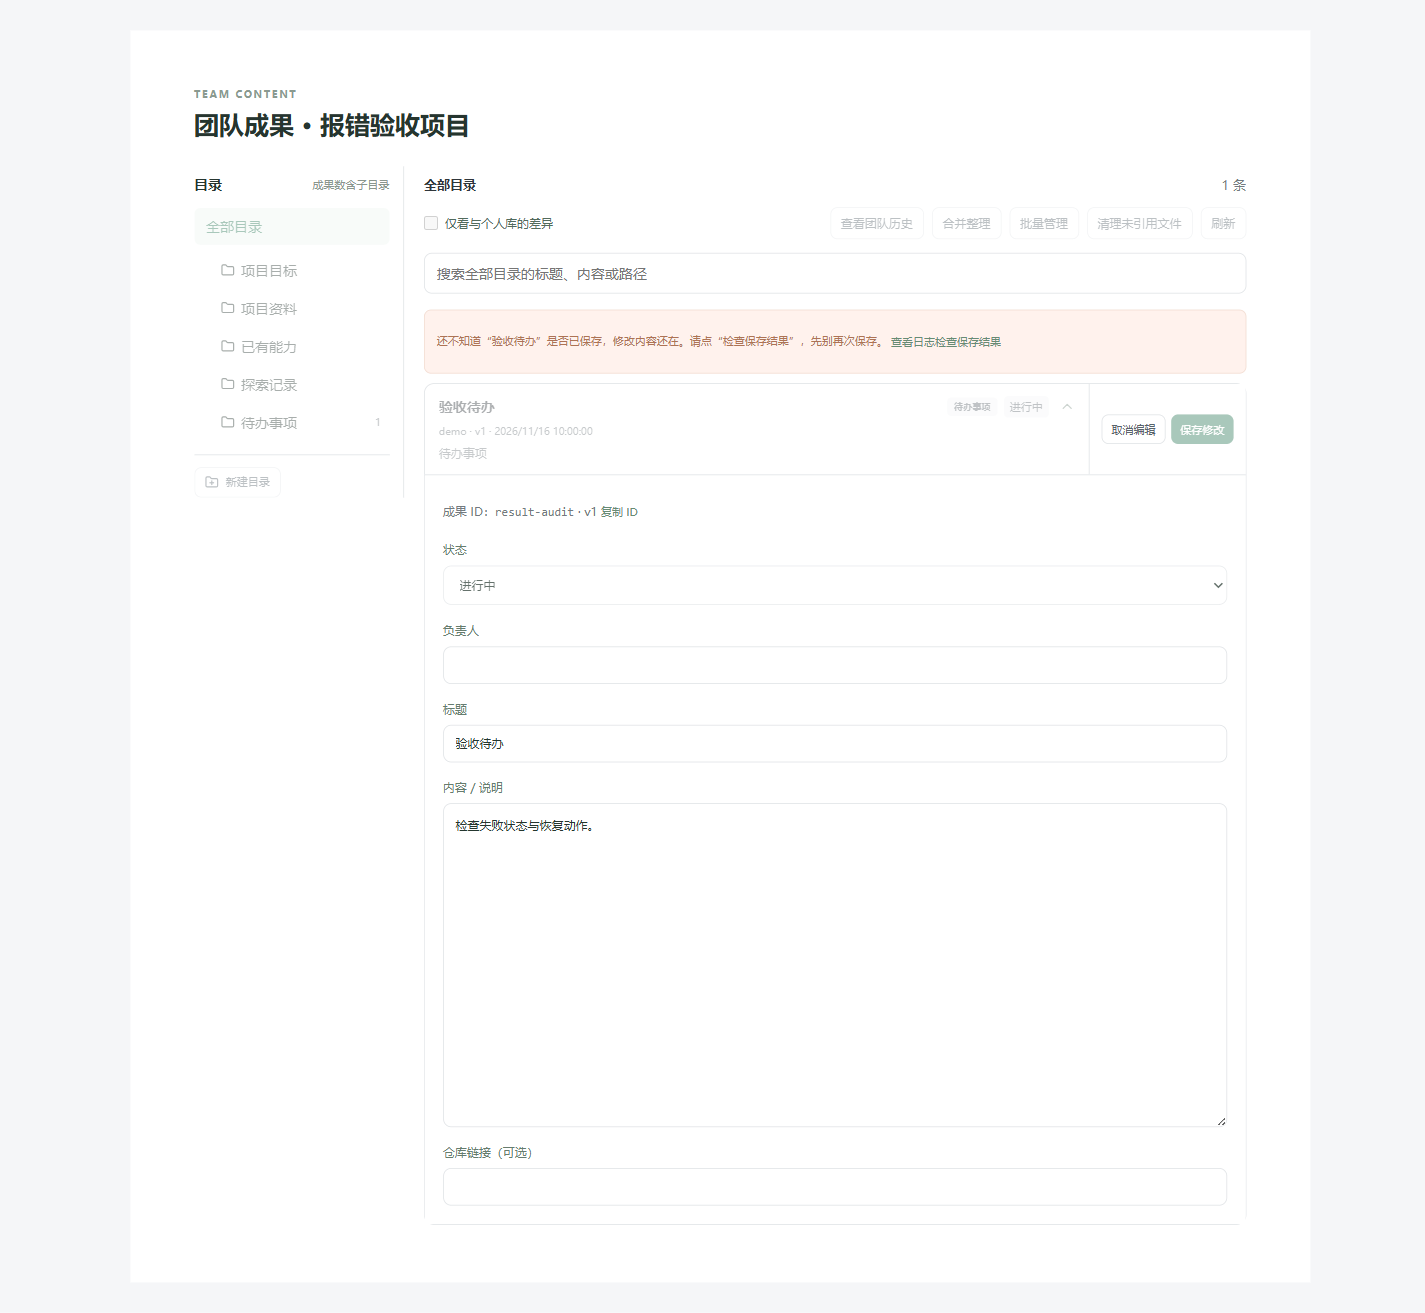 TEAM CONTENT
团队成果 · 报错验收项目
目录
成果数含子目录
全部目录
项目目标
项目资料
已有能力
探索记录
待办事项 1
新建目录
全部目录
1 条
仅看与个人库的差异
查看团队历史
合并整理
批量管理
清理未引用文件
刷新
搜索全部目录的标题、内容或路径
还不知道“验收待办”是否已保存，修改内容还在。请点“检查保存结果”，先别再次保存。 查看日志检查保存结果
验收待办
待办事项
进行中
demo · v1 · 2026/11/16 10:00:00
待办事项
取消编辑
保存修改
成果 ID: result-audit · v1 复制 ID
状态
进行中
负责人
标题
验收待办
内容 / 说明
检查失败状态与恢复动作。
仓库链接（可选）